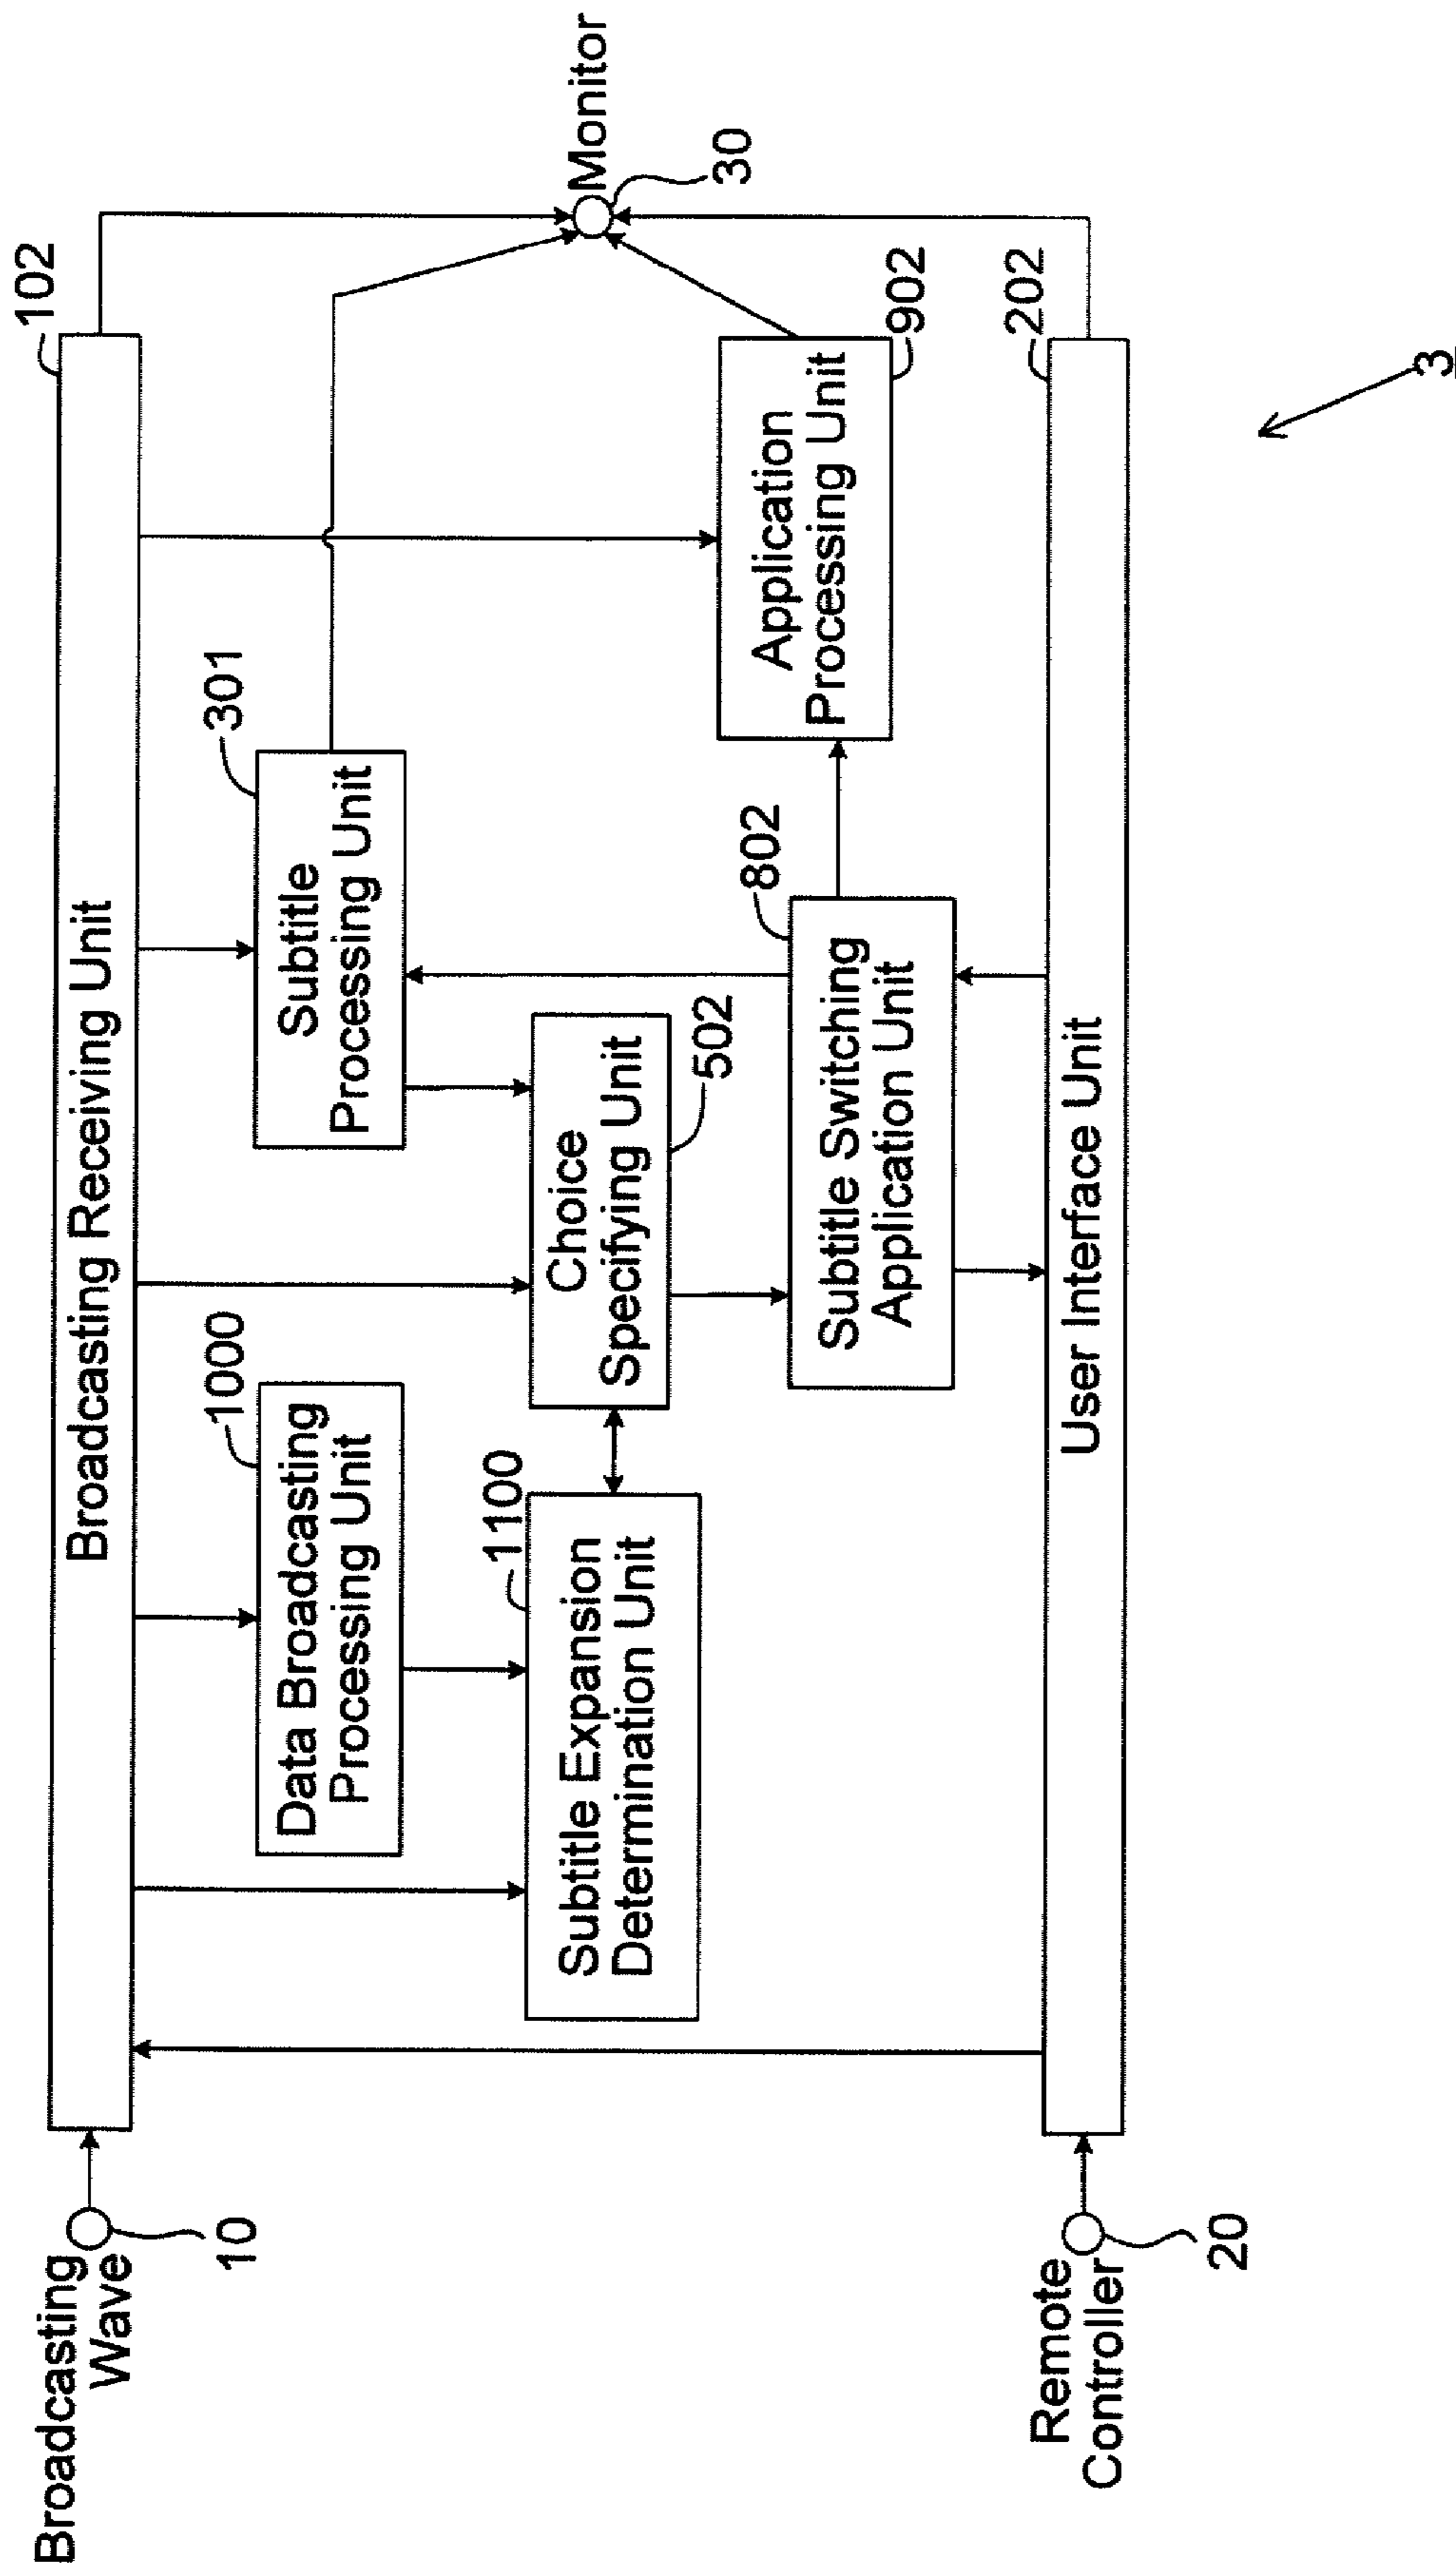 Broadcasting
Wave
10
Broadcasting Receiving Unit
102
Data Broadcasting
Processing Unit
1000
Subtitle
Processing Unit
301
Subtitle Expansion
Determination Unit
1100
Choice
Specifying Unit
502
Subtitle Switching
Application Unit
802
Application
Processing Unit
902
Monitor
30
Remote
Controller
20
User Interface Unit
202
3